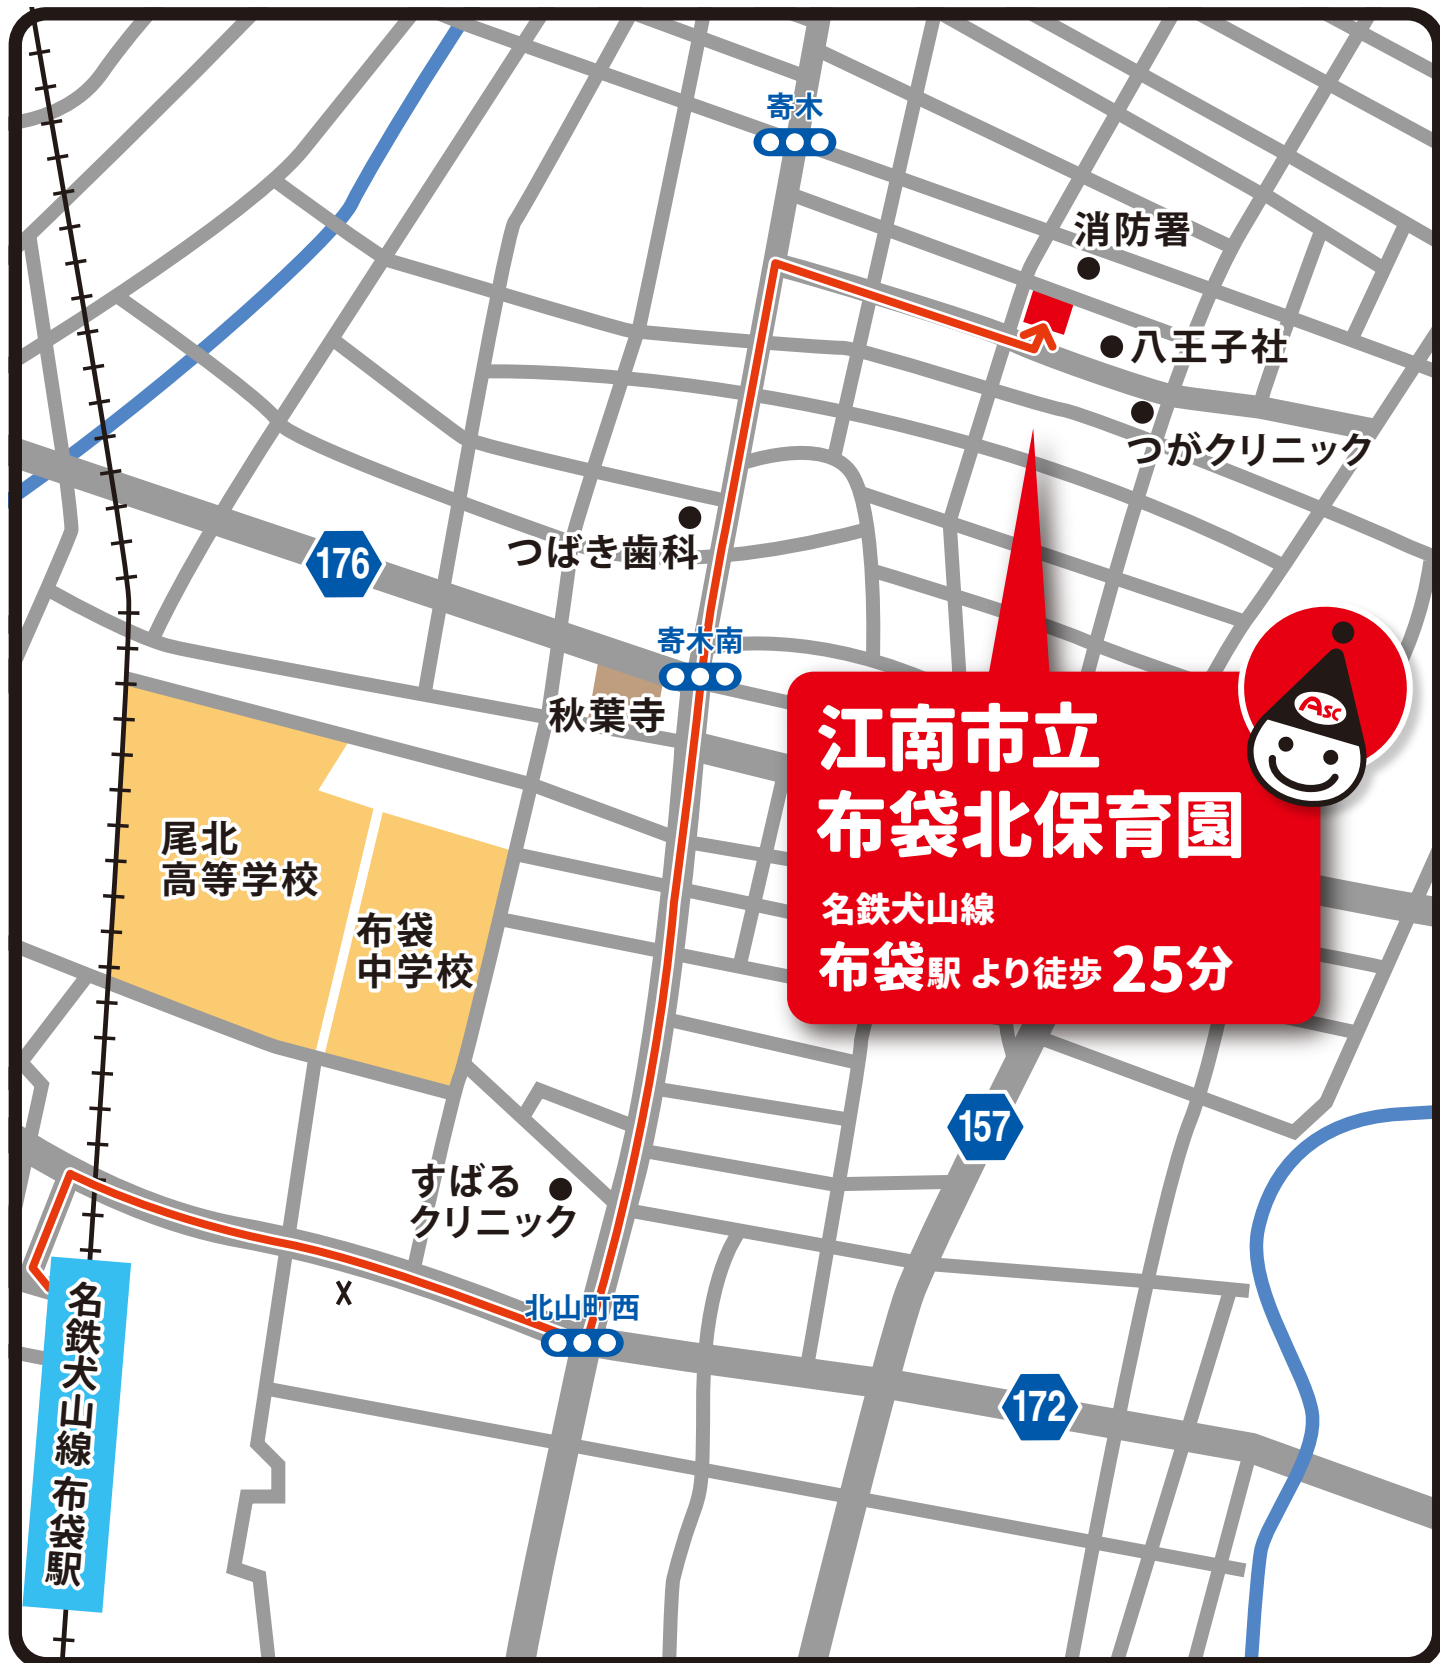 寄木
消防署
八王子社
つがクリニック
つばき歯科
176
寄木南
秋葉寺
ASC
江南市立
布袋北保育園
名鉄犬山線
布袋駅 より徒歩 25分
尾北
高等学校
布袋
中学校
157
すばる
クリニック
北山町西
172
名鉄犬山線 布袋駅